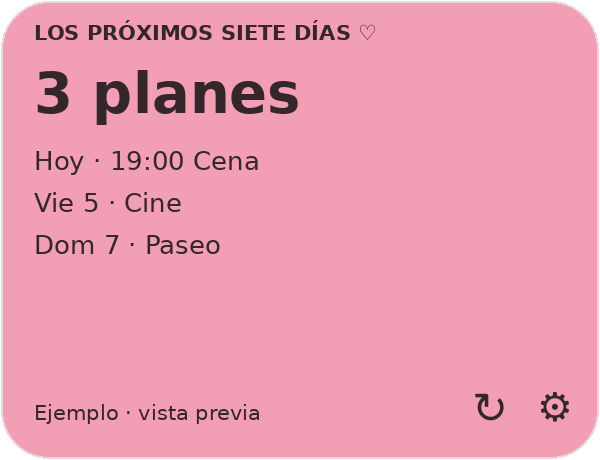 LOS PRÓXIMOS SIETE DÍAS ♡
3 planes
Hoy · 19:00 Cena
Vie 5 · Cine
Dom 7 · Paseo
Ejemplo · vista previa